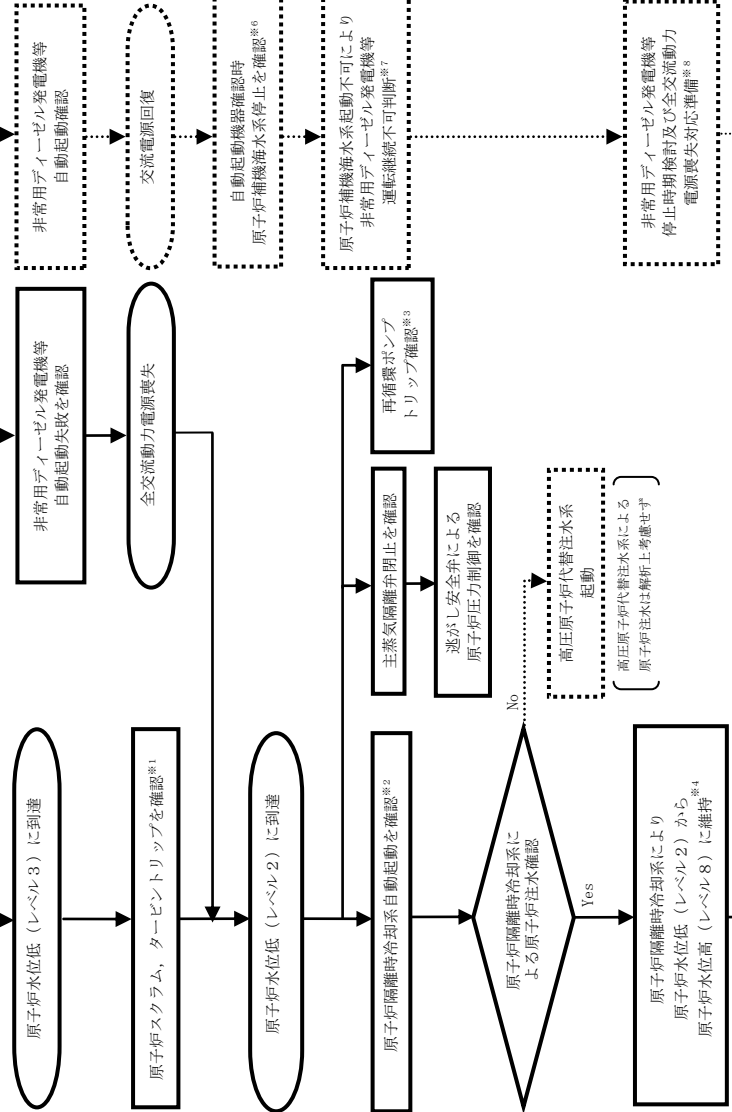 原子炉水位低（レベル３）に到達
原子炉スクラム，タービントリップを確認※1
原子炉水位低（レベル２）に到達
原子炉隔離時冷却系自動起動を確認※2
原子炉隔離時冷却系に
よる原子炉注水確認
Yes
No
原子炉隔離時冷却系により
原子炉水位低（レベル２）から
原子炉水位高（レベル８）に維持※4
非常用ディーゼル発電機等
自動起動失敗を確認
全交流動力電源喪失
主蒸気隔離弁閉止を確認
逃がし安全弁による
原子炉圧力制御を確認
再循環ポンプ
トリップ確認※3
高圧原子炉代替注水系
起動
高圧原子炉代替注水系による
原子炉注水は解析上考慮せず
非常用ディーゼル発電機等
自動起動確認
交流電源回復
自動起動機器確認時
原子炉補機海水系停止を確認※6
原子炉補機海水系起動不可により
非常用ディーゼル発電機等
運転継続不可判断※7
非常用ディーゼル発電機等
停止時期検討及び全交流動力
電源喪失対応準備※8